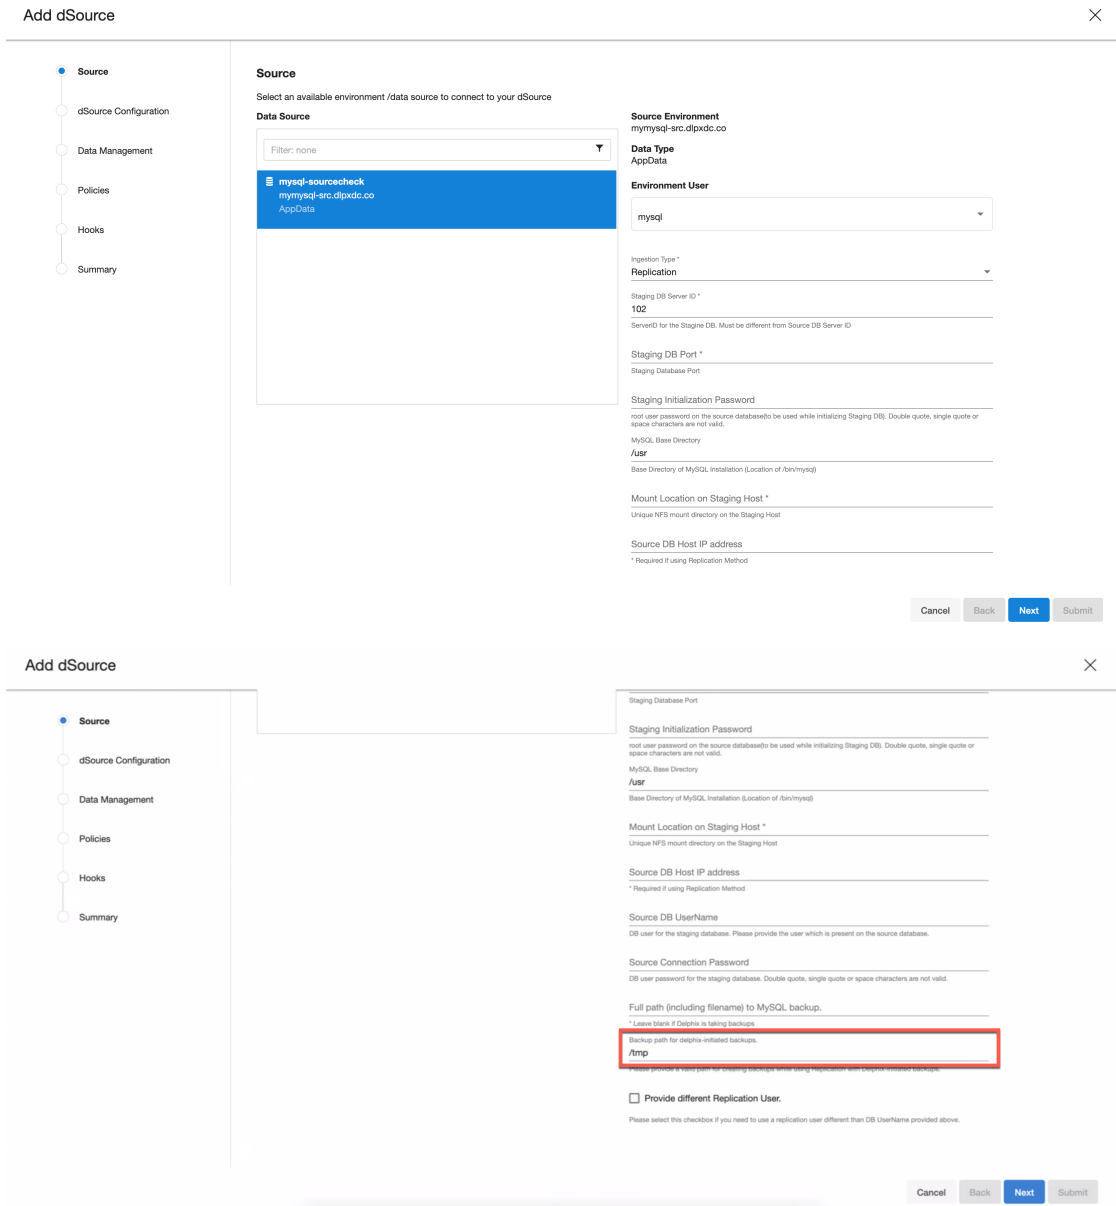 Add dSource
Source
dSource Configuration
Data Management
Policies
Hooks
Summary
Source
Select an available environment /data source to connect to your dSource
Data Source
Filter: none
mysql-sourcecheck
mymysql-src.dlpxdc.co
AppData
Source Environment
mymysql-src.dlpxdc.co
Data Type
AppData
Environment User
mysql
Ingestion Type *
Replication
Staging DB Server ID *
102
ServerID for the Stagine DB. Must be different from Source DB Server ID
Staging DB Port *
Staging Database Port
Staging Initialization Password
root user password on the source database(to be used while initializing Staging DB). Double quote, single quote or
space characters are not valid.
MySQL Base Directory
/usr
Base Directory of MySQL Installation (Location of /bin/mysql)
Mount Location on Staging Host *
Unique NFS mount directory on the Staging Host
Source DB Host IP address
* Required if using Replication Method
Cancel
Back
Next
Submit
Add dSource
Source
dSource Configuration
Data Management
Policies
Hooks
Summary
Staging Database Port
Staging Initialization Password
root user password on the source database(to be used while initializing Staging DB). Double quote, single quote or
space characters are not valid.
MySQL Base Directory
/usr
Base Directory of MySQL Installation (Location of /bin/mysql)
Mount Location on Staging Host *
Unique NFS mount directory on the Staging Host
Source DB Host IP address
* Required if using Replication Method
Source DB UserName
DB user for the staging database. Please provide the user which is present on the source database.
Source Connection Password
DB user password for the staging database. Double quote, single quote or space characters are not valid.
Full path (including filename) to MySQL backup.
* Leave blank if Delphix is taking backups
Backup path for delphix-initiated backups.
/tmp
Please provide a valid path for creating backups while using Replication with Delphix-initiated backups.
Provide different Replication User.
Please select this checkbox if you need to use a replication user different than DB UserName provided above.
Cancel
Back
Next
Submit